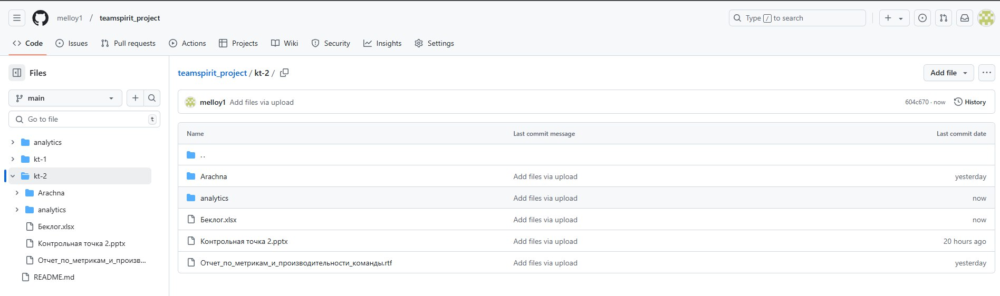 melloy1 / teamspirit_project
Type / to search
Code Issues Pull requests Actions Projects Wiki Security Insights Settings
Files
main
Go to file t
analytics
kt-1
kt-2
Arachna
analytics
Беклог.xlsx
Контрольная точка 2.pptx
Отчет_по_метрикам_и_произв...
README.md
teamspirit_project / kt-2 /
Add file
melloy1 Add files via upload 604c670 · now History
Name Last commit message Last commit date
..
Arachna Add files via upload yesterday
analytics Add files via upload now
Беклог.xlsx Add files via upload now
Контрольная точка 2.pptx Add files via upload 20 hours ago
Отчет_по_метрикам_и_производительности_команды.rtf Add files via upload yesterday